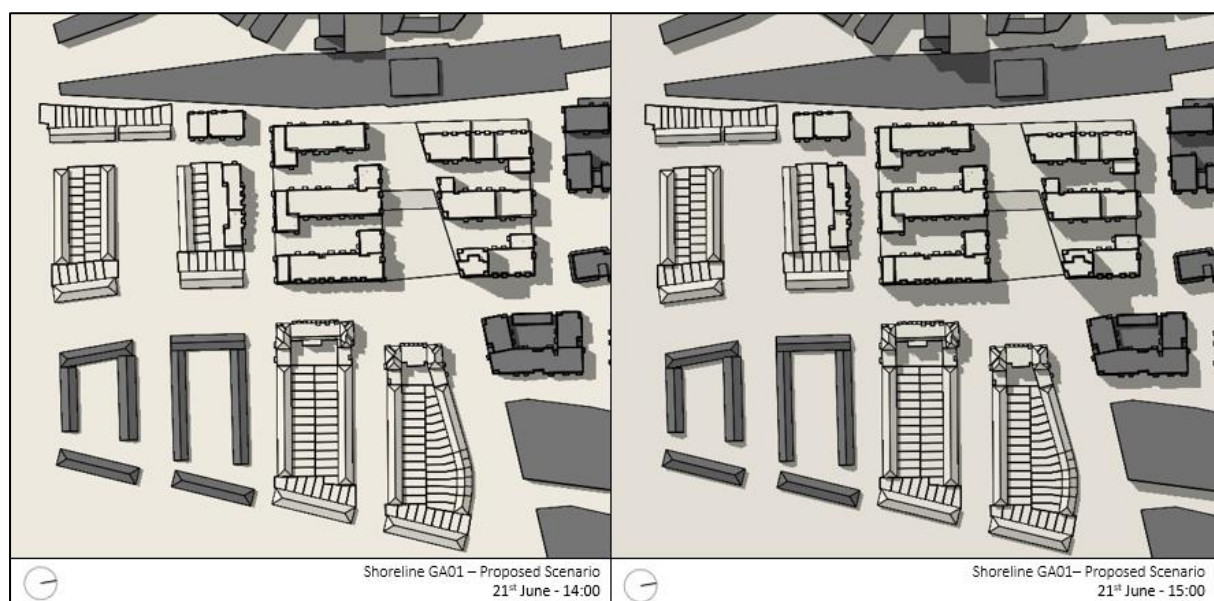 Shoreline GA01 – Proposed Scenario
21st June - 14:00
Shoreline GA01– Proposed Scenario
21st June - 15:00